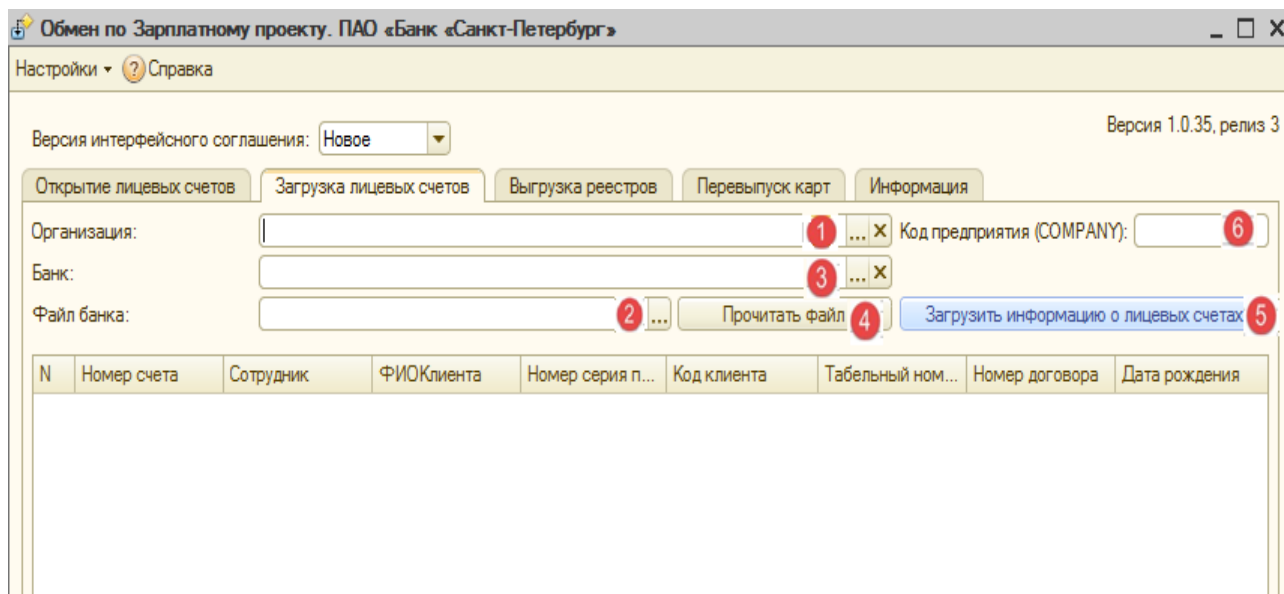 Обмен по Зарплатному проекту. ПАО «Банк «Санкт-Петербург»
Настройки ? Справка
Версия 1.0.35, релиз 3
Версия интерфейсного соглашения: Новое
Открытие лицевых счетов Загрузка лицевых счетов Выгрузка реестров Перевыпуск карт Информация
Организация: 1 ... X Код предприятия (COMPANY): 6
Банк: 3 ... X
Файл банка: 2 ... Прочитать файл 4 Загрузить информацию о лицевых счетах 5
N Номер счета Сотрудник ФИОКлиента Номер серия п... Код клиента Табельный ном... Номер договора Дата рождения